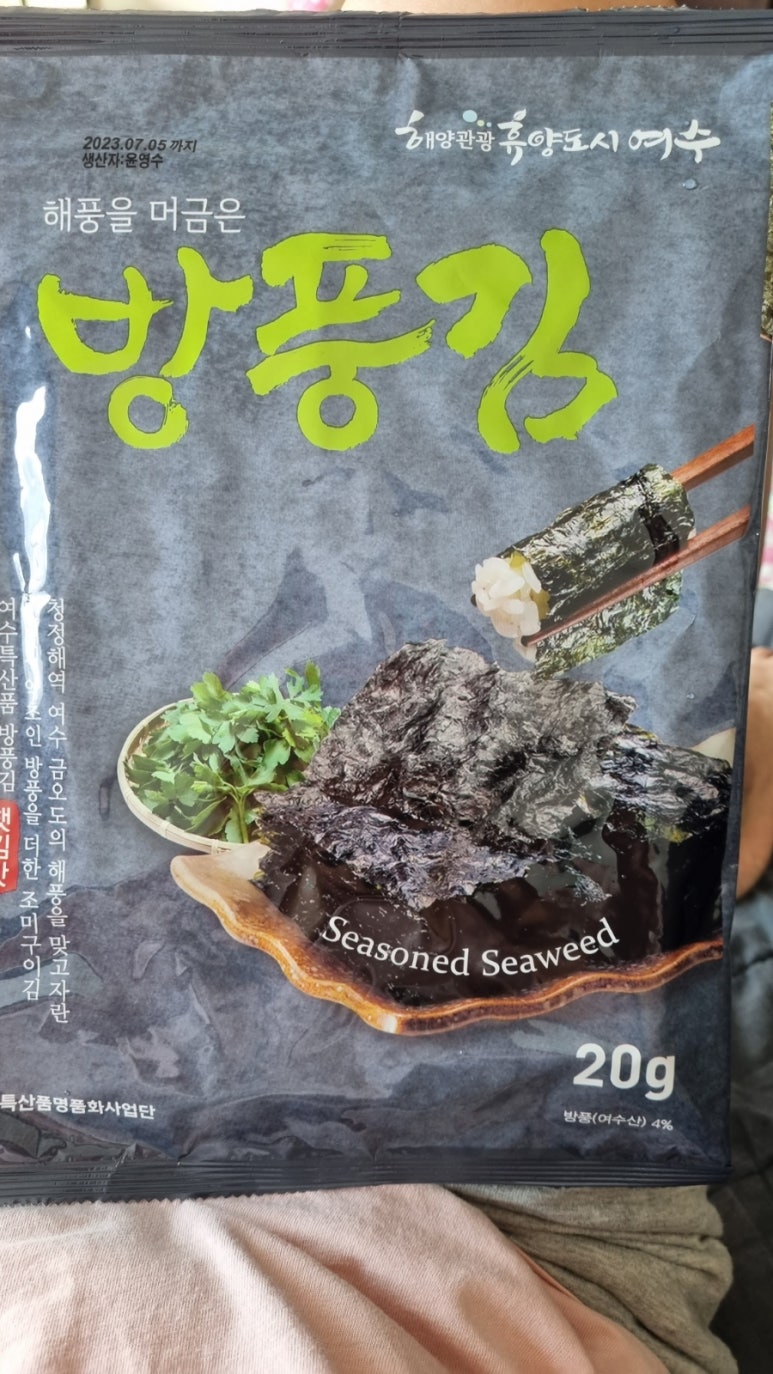 2023.07.05 까지
생산자:윤영수
해양관광 휴양도시 여수
해풍을 머금은
방풍김
청정해역 여수 금오도의 해풍을 맞고자란
인 방풍을 더한 조미구이김
여수특산품 방풍김
햇김맛
Seasoned Seaweed
20g
방풍(여수산) 4%
특산품명품화사업단